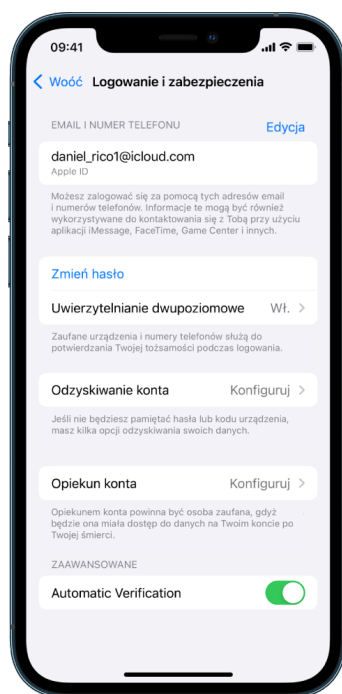 09:41
Woóć Logowanie i zabezpieczenia
EMAIL I NUMER TELEFONU Edycja
daniel_rico1@icloud.com
Apple ID
Możesz zalogować się za pomocą tych adresów email
i numerów telefonów. Informacje te mogą być również
wykorzystywane do kontaktowania się z Tobą przy użyciu
aplikacji iMessage, FaceTime, Game Center i innych.
Zmień hasło
Uwierzytelnianie dwupoziomowe Wł.
Zaufane urządzenia i numery telefonów służą do
potwierdzania Twojej tożsamości podczas logowania.
Odzyskiwanie konta Konfiguruj
Jeśli nie będziesz pamiętać hasła lub kodu urządzenia,
masz kilka opcji odzyskiwania swoich danych.
Opiekun konta Konfiguruj
Opiekunem konta powinna być osoba zaufana, gdyż
będzie ona miała dostęp do danych na Twoim koncie po
Twojej śmierci.
ZAAWANSOWANE
Automatic Verification